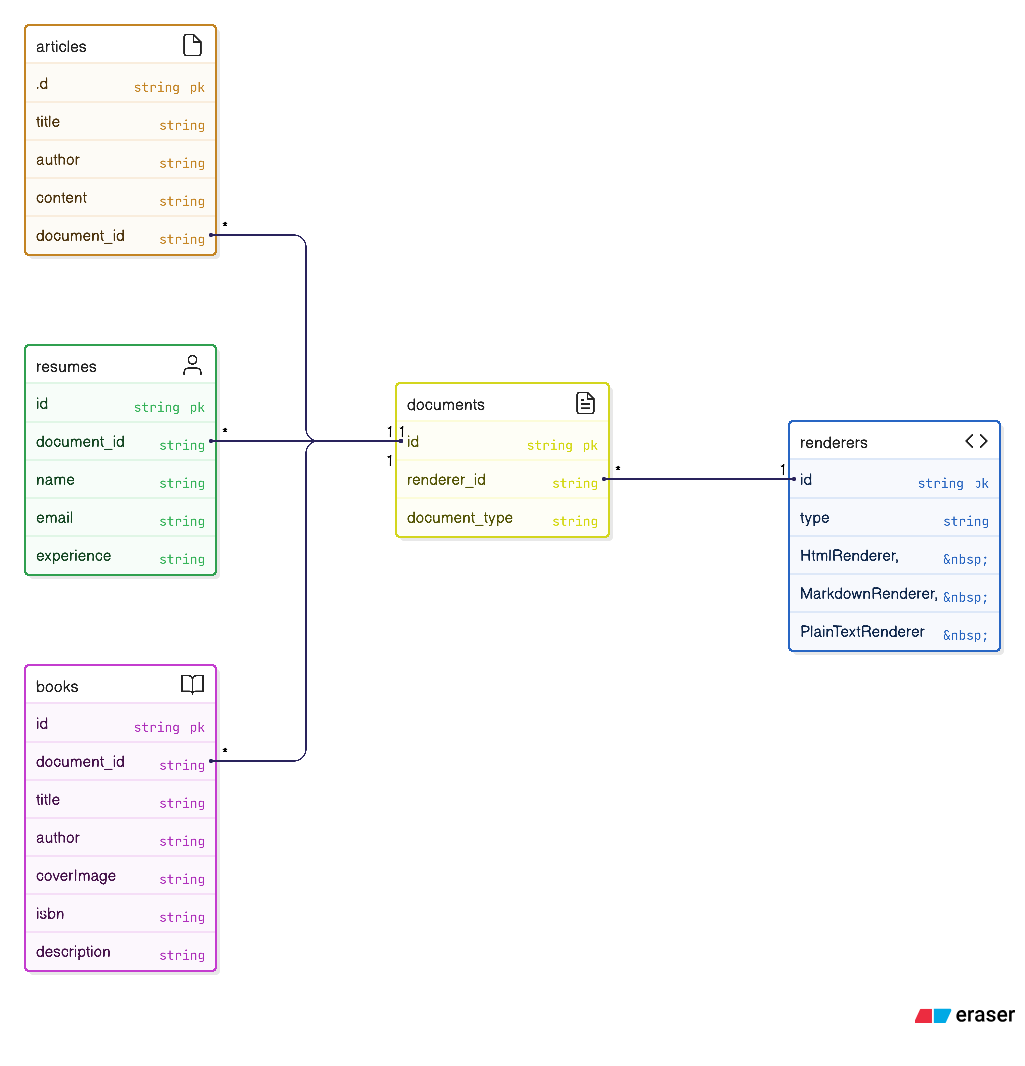 articles
.d string pk
title string
author string
content string
document_id string
*
resumes
id string pk
document_id string
*
name string
email string
experience string
books
id string pk
document_id string
*
title string
author string
coverImage string
isbn string
description string
documents
1 1
id string pk
1
renderer_id string
*
document_type string
renderers
1
id string pk
type string
HtmlRenderer, &nbsp;
MarkdownRenderer, &nbsp;
PlainTextRenderer &nbsp;
eraser